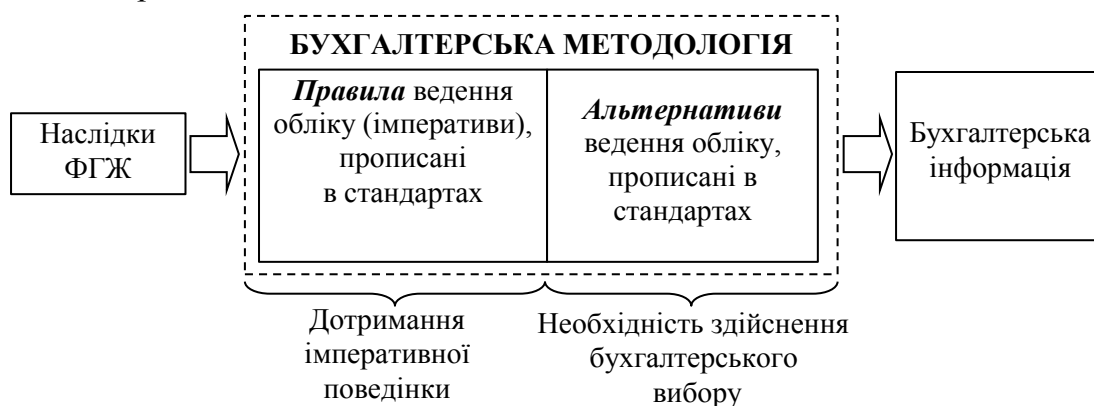 БУХГАЛТЕРСЬКА МЕТОДОЛОГІЯ
Наслідки
ФГЖ
Правила ведення
обліку (імперативи),
прописані
в стандартах
Альтернативи
ведення обліку,
прописані в
стандартах
Бухгалтерська
інформація
Дотримання
імперативної
поведінки
Необхідність здійснення
бухгалтерського
вибору